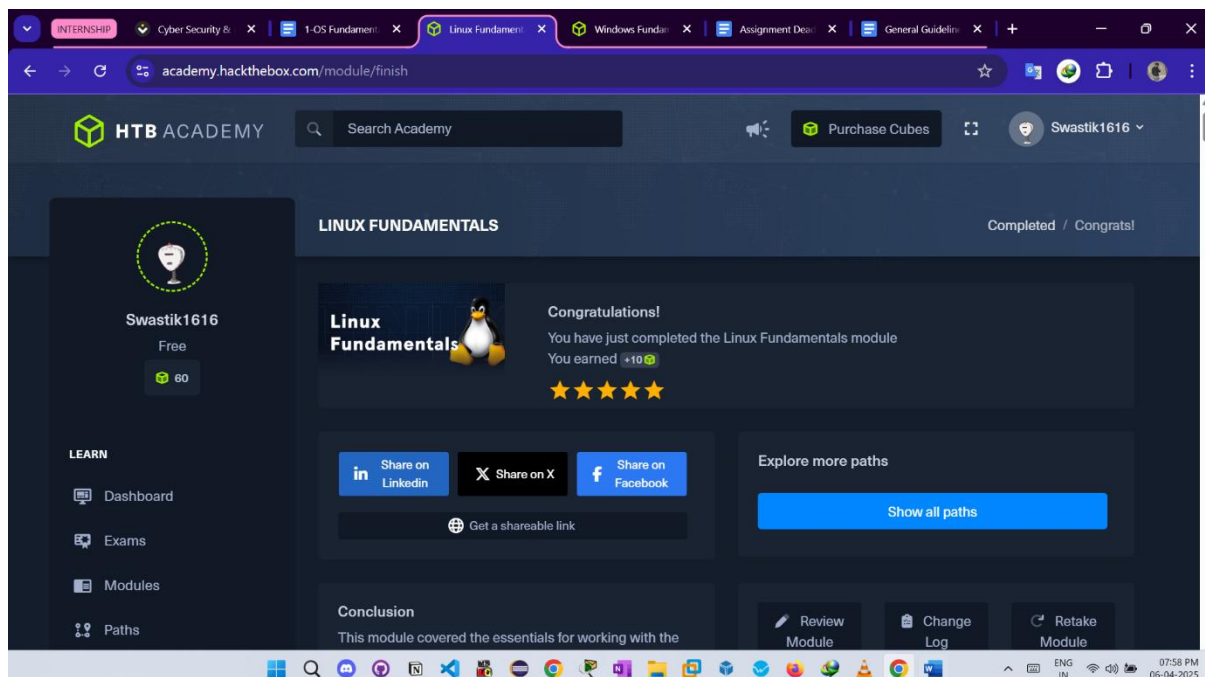 INTERNSHIP
Cyber Security &
1-OS Fundament
Linux Fundament
Windows Fundan
Assignment Dead
General Guideline
academy.hackthebox.com/module/finish
HTB ACADEMY
Search Academy
Purchase Cubes
Swastik1616
LINUX FUNDAMENTALS
Completed / Congrats!
Swastik1616
Free
60
LEARN
Dashboard
Exams
Modules
Paths
Linux
Fundamentals
Congratulations!
You have just completed the Linux Fundamentals module
You earned +10
in Share on
Linkedin
X Share on X
f Share on
Facebook
Get a shareable link
Explore more paths
Show all paths
Conclusion
This module covered the essentials for working with the
Review
Module
Change
Log
Retake
Module
ENG
IN
07:58 PM
06-04-2025